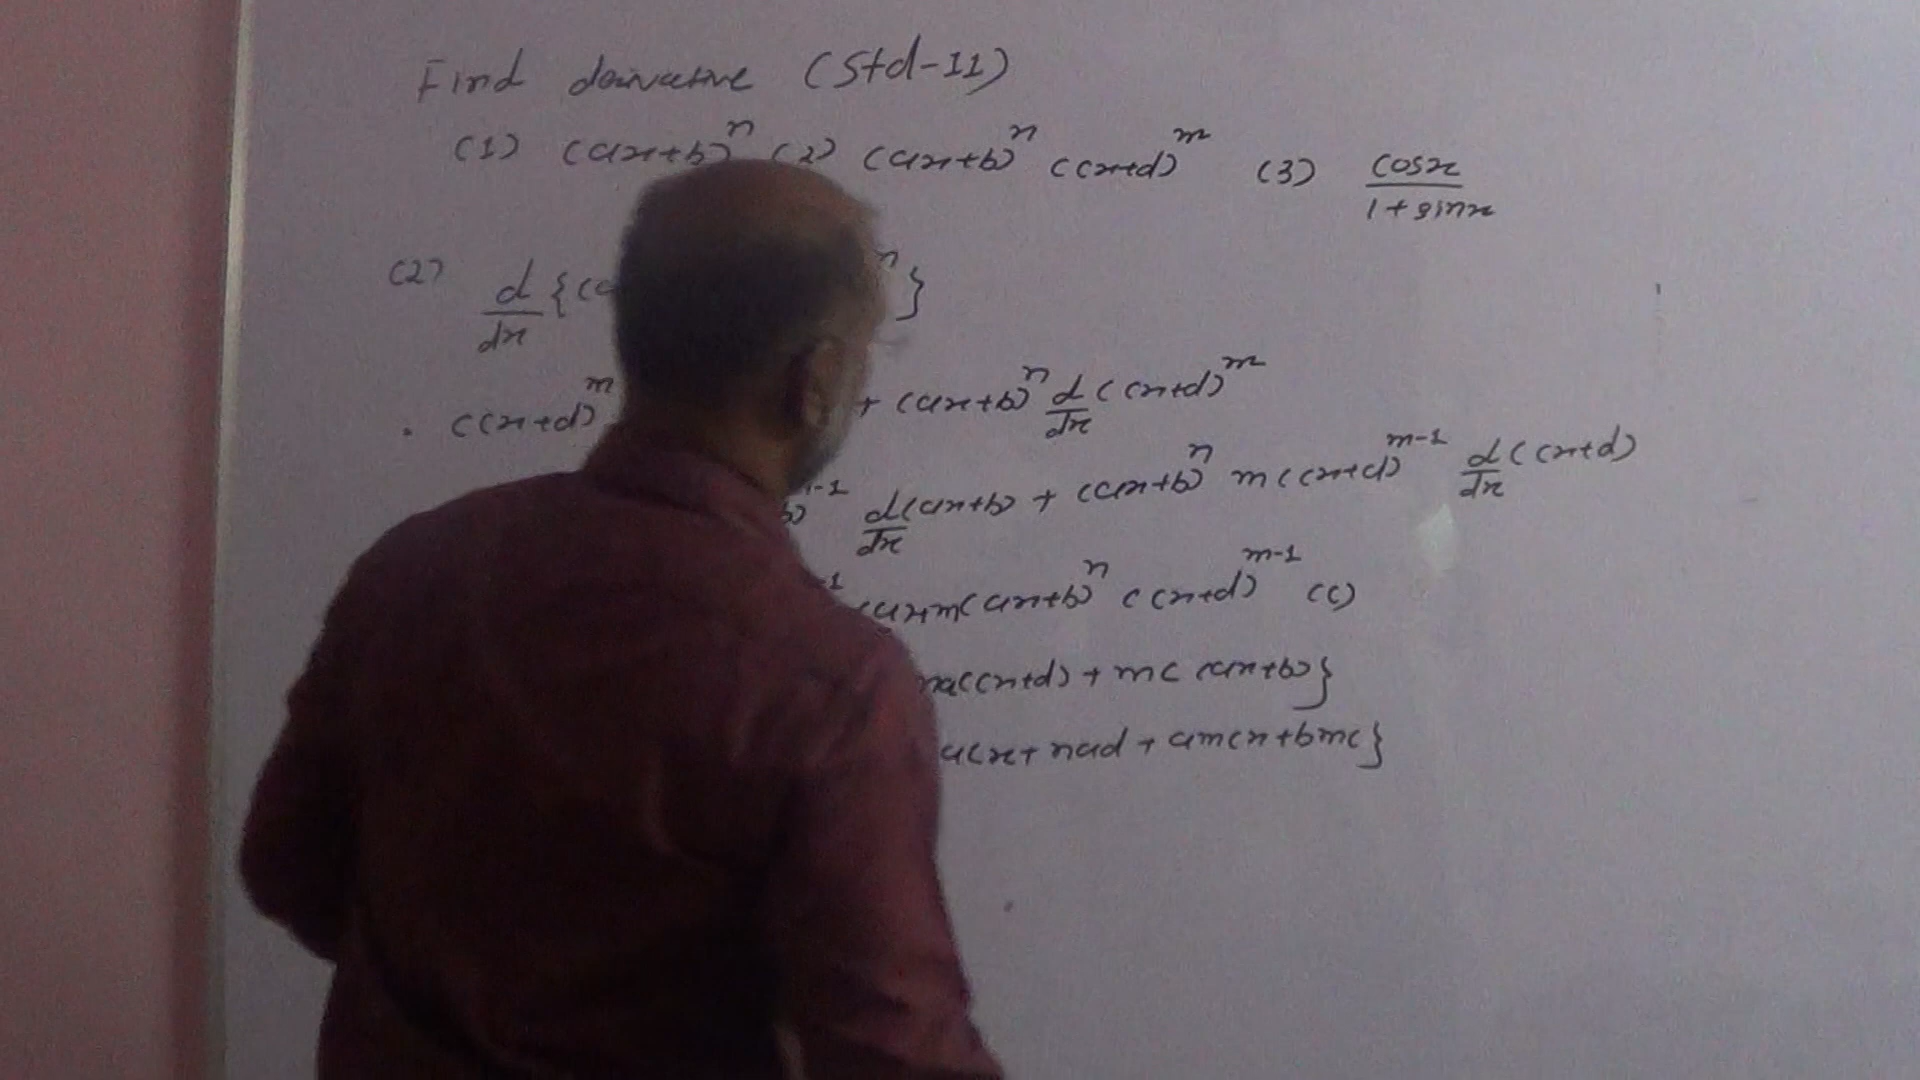 Find derivative (Std-11)
(1) (ax+b)^n (2) (ax+b)^n (cx+d)^m (3) cosx / 1+sinx
(2) d/dx {(a n}
(cx+d)^m + (ax+b)^n d/dx (cx+d)^m
b) -1 d/dx (ax+b) + (ax+b)^n m(cx+d)^m-1 d/dx (cx+d)
-1 (a)+m(ax+b)^n (cx+d)^m-1 (c)
na(cx+d) + mc (ax+b)}
acx + nad + amcx + bmc}